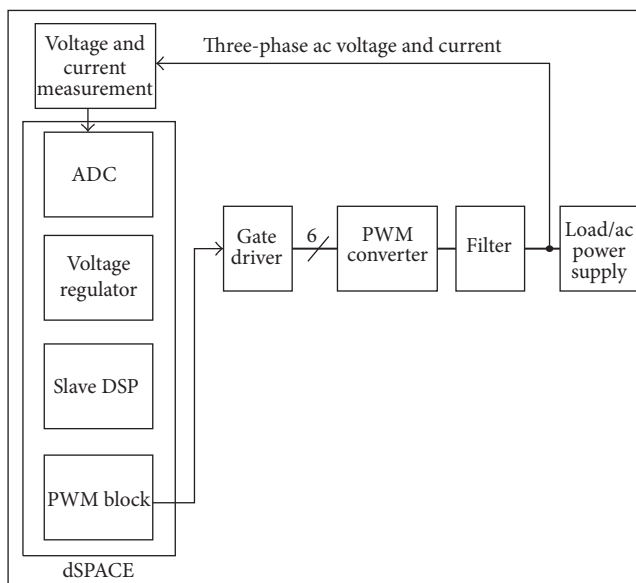 Voltage and
current
measurement
Three-phase ac voltage and current
ADC
Voltage
regulator
Slave DSP
PWM block
dSPACE
Gate
driver
6
PWM
converter
Filter
Load/ac
power
supply